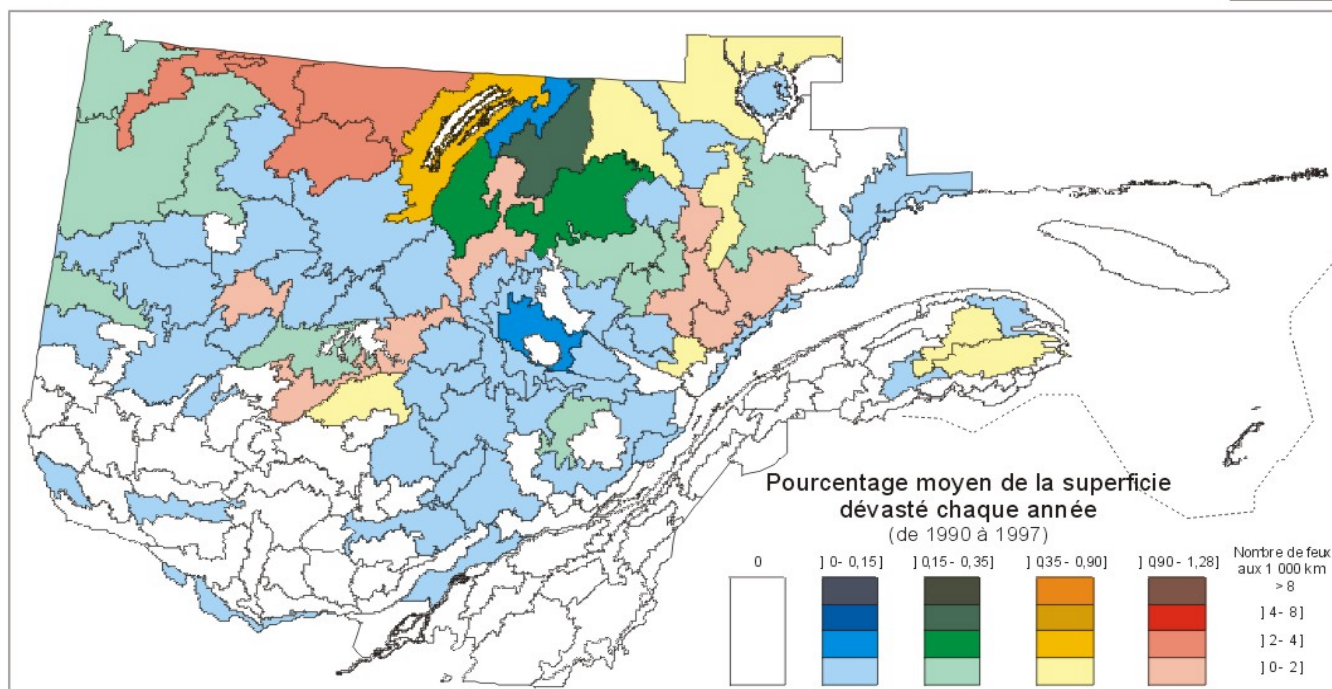 Pourcentage moyen de la superficie
dévasté chaque année
(de 1990 à 1997)
0
] 0- 0,15]
] 0,15- 0,35]
] 0,35- 0,90]
] 0,90- 1,28]
Nonbre de feux
aux 1 000 km
> 8
] 4- 8]
] 2- 4]
] 0- 2]